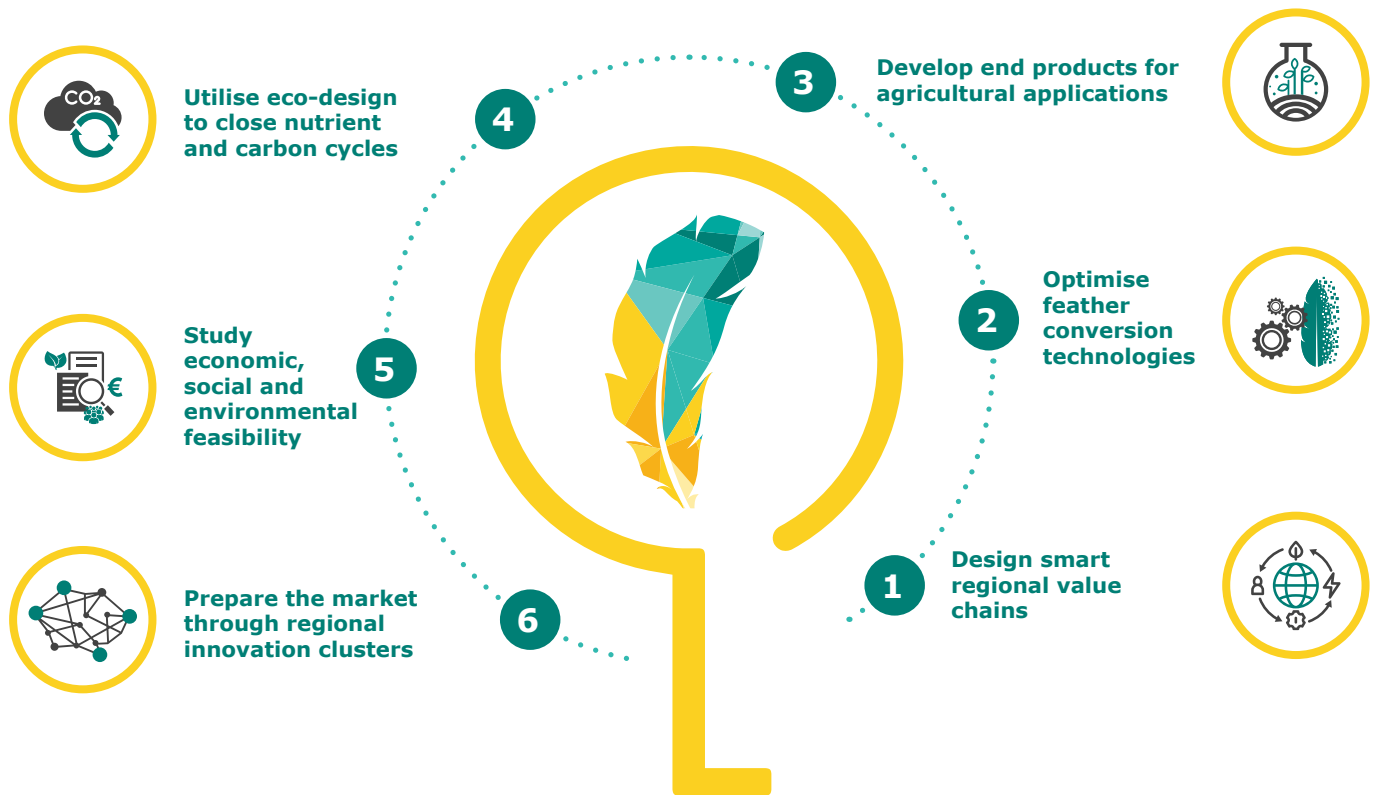 1
Design smart
regional value
chains
2
Optimise
feather
conversion
technologies
3
Develop end products for
agricultural applications
4
CO₂
Utilise eco-design
to close nutrient
and carbon cycles
5
€
Study
economic,
social and
environmental
feasibility
6
Prepare the market
through regional
innovation clusters